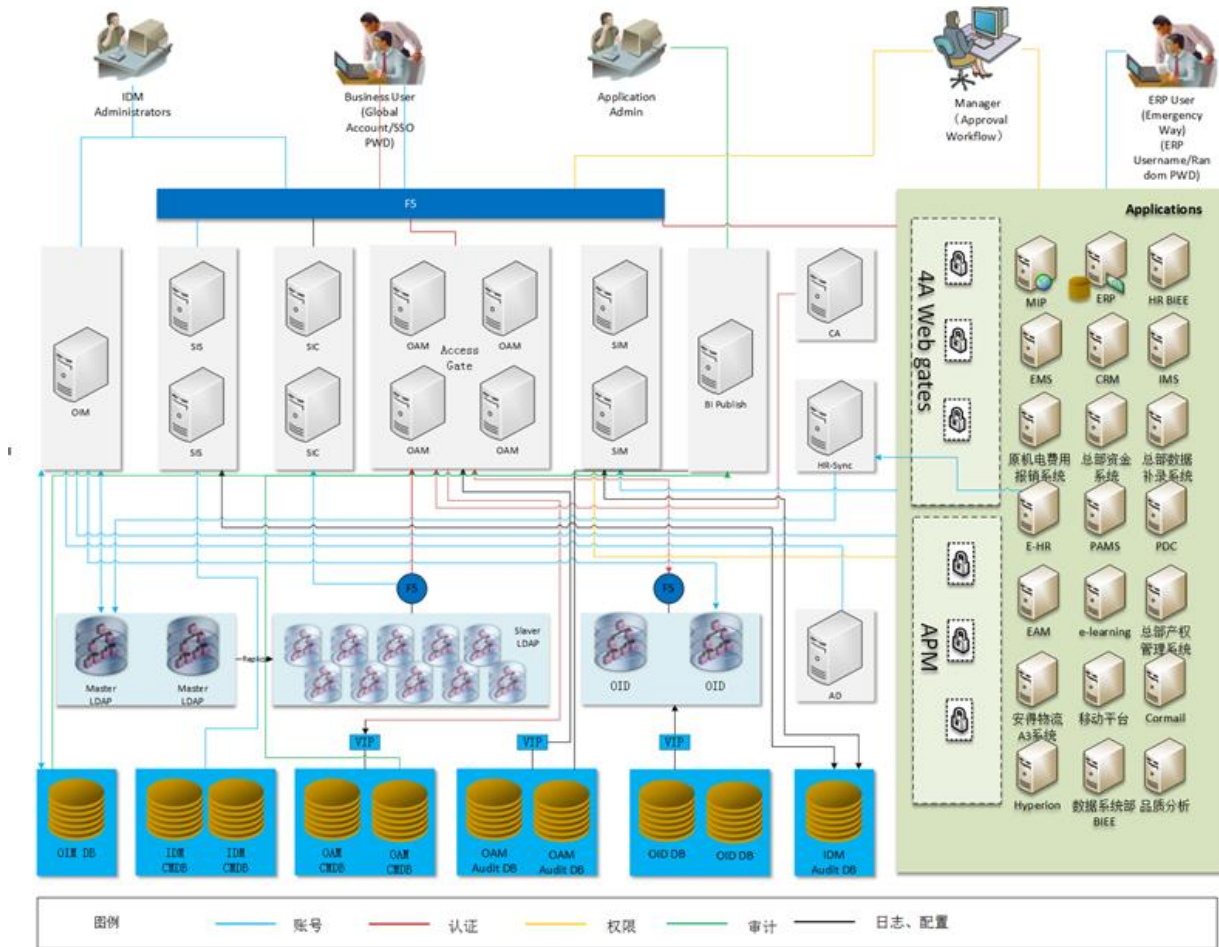 IDM
Administrators
Business User
(Global
Account/SSO
PWD)
Application
Admin
Manager
（Approval
Workflow）
ERP User
(Emergency
Way)
(ERP
Username/Ran
dom PWD)
F5
Applications
OIM
SIS
SIS
SIC
SIC
OAM
OAM
Access
Gate
OAM
OAM
SIM
SIM
BI Publish
CA
HR-Sync
4A Web gates
APM
MIP
ERP
HR BIEE
EMS
CRM
IMS
原机电费用
报销系统
总部资金
系统
总部数据
补录系统
E-HR
PAMS
PDC
EAM
e-learning
总部产权
管理系统
安得物流
A3系统
移动平台
Cormail
Hyperion
数据系统部
BIEE
品质分析
F5
F5
Master
LDAP
Master
LDAP
Replica
Slaver
LDAP
OID
OID
AD
VIP
VIP
VIP
OIM DB
IDM
CMDB
IDM
CMDB
OAM
CMDB
OAM
CMDB
OAM
Audit DB
OAM
Audit DB
OID DB
OID DB
IDM
Audit DB
图例
账号
认证
权限
审计
日志、配置